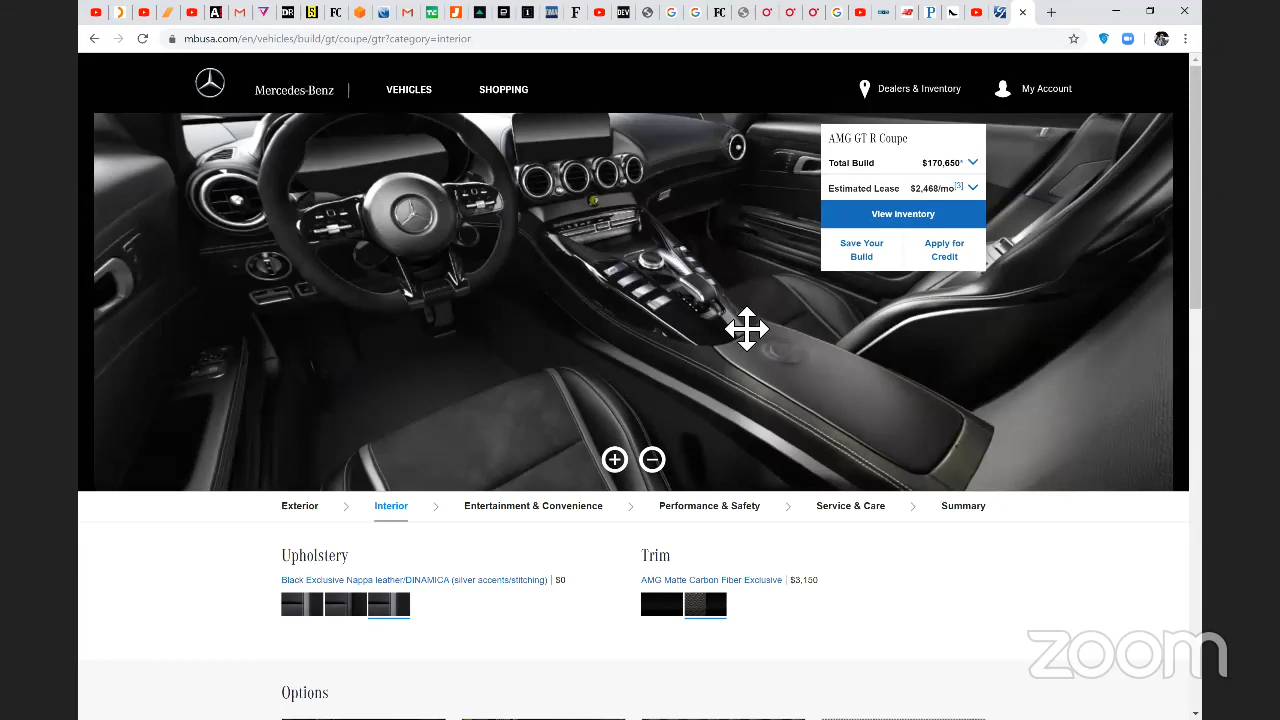 mbusa.com/en/vehicles/build/gt/coupe/gtr?category=interior
Mercedes-Benz
VEHICLES
SHOPPING
Dealers & Inventory
My Account
AMG GT R Coupe
Total Build $170,650*
Estimated Lease $2,468/mo[3]
View Inventory
Save Your
Build
Apply for
Credit
Exterior
Interior
Entertainment & Convenience
Performance & Safety
Service & Care
Summary
Upholstery
Black Exclusive Nappa leather/DINAMICA (silver accents/stitching) | $0
Trim
AMG Matte Carbon Fiber Exclusive | $3,150
Options
zoom